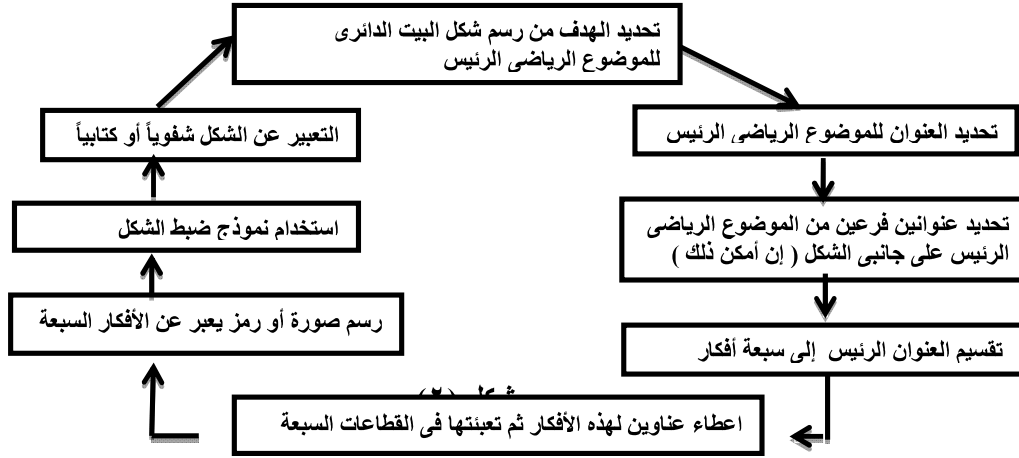 تحديد الهدف من رسم شكل البيت الدائرى
للموضوع الرياضى الرئيس
تحديد العنوان للموضوع الرياضى الرئيس
تحديد عنوانين فرعين من الموضوع الرياضى
الرئيس على جانبى الشكل ( إن أمكن ذلك )
تقسيم العنوان الرئيس إلى سبعة أفكار
اعطاء عناوين لهذه الأفكار ثم تعبئتها فى القطاعات السبعة
رسم صورة أو رمز يعبر عن الأفكار السبعة
استخدام نموذج ضبط الشكل
التعبير عن الشكل شفوياً أو كتابياً